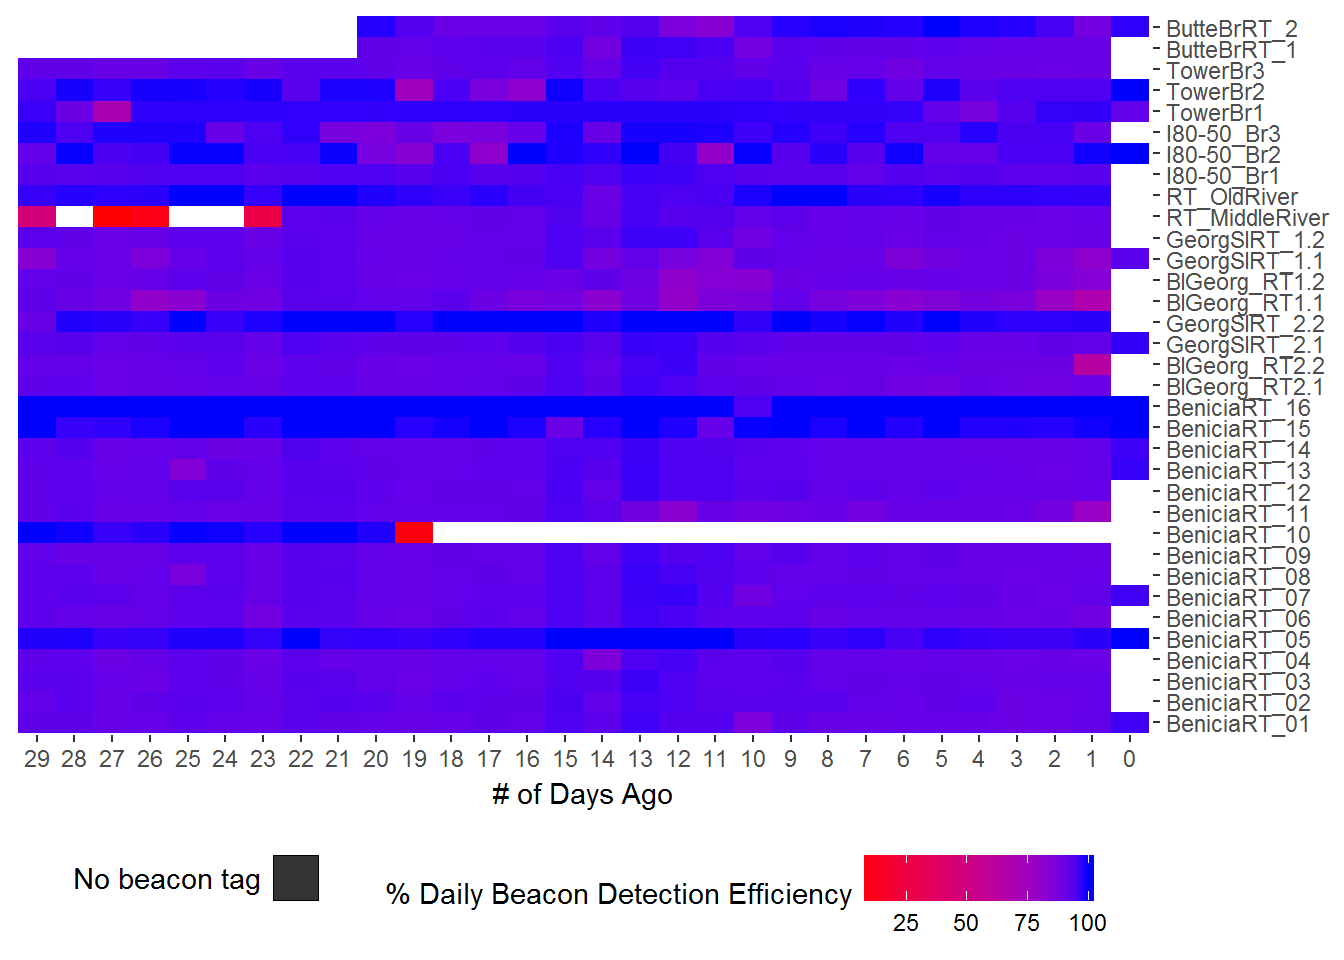 ButteBrRT_2
ButteBrRT_1
TowerBr3
TowerBr2
TowerBr1
I80-50_Br3
I80-50_Br2
I80-50_Br1
RT_OldRiver
RT_MiddleRiver
GeorgSlRT_1.2
GeorgSlRT_1.1
BlGeorg_RT1.2
BlGeorg_RT1.1
GeorgSlRT_2.2
GeorgSlRT_2.1
BlGeorg_RT2.2
BlGeorg_RT2.1
BeniciaRT_16
BeniciaRT_15
BeniciaRT_14
BeniciaRT_13
BeniciaRT_12
BeniciaRT_11
BeniciaRT_10
BeniciaRT_09
BeniciaRT_08
BeniciaRT_07
BeniciaRT_06
BeniciaRT_05
BeniciaRT_04
BeniciaRT_03
BeniciaRT_02
BeniciaRT_01
29 28 27 26 25 24 23 22 21 20 19 18 17 16 15 14 13 12 11 10 9 8 7 6 5 4 3 2 1 0
# of Days Ago
No beacon tag
% Daily Beacon Detection Efficiency
25 50 75 100